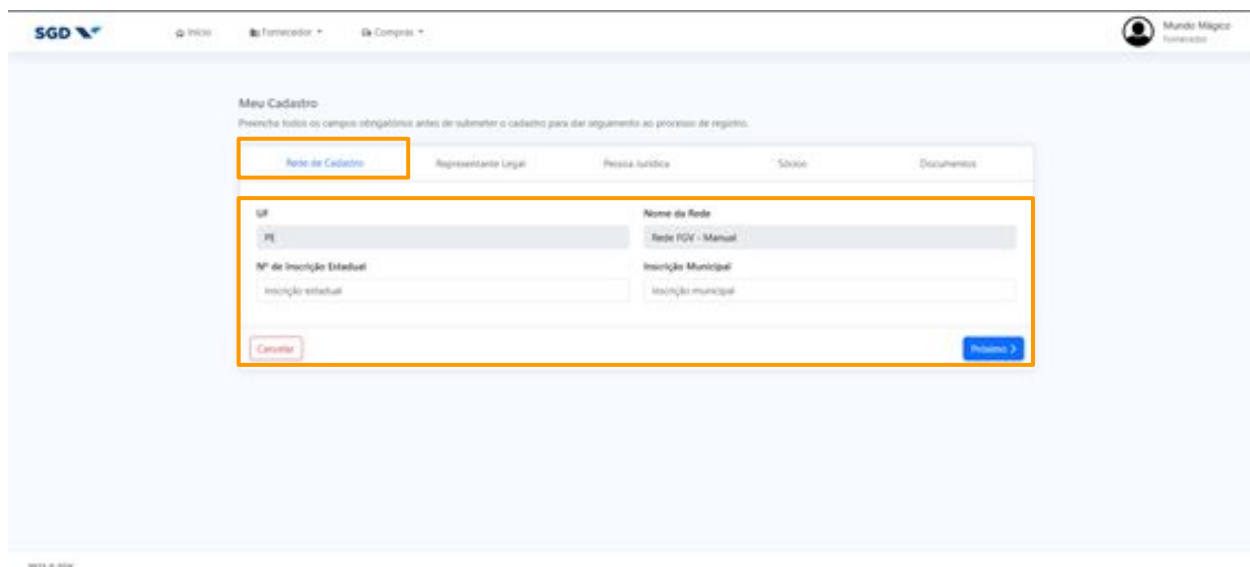 SGD
Início
Fornecedor
Compras
Mundo Mágico
Fornecedor
Meu Cadastro
Preencha todos os campos obrigatórios antes de submeter o cadastro para dar seguimento ao processo de registro.
Rede de Cadastro
Representante Legal
Pessoa Jurídica
Sócios
Documentos
UF
Nome da Rede
PE
Rede FGV - Manual
Nº de Inscrição Estadual
Inscrição Municipal
Inscrição estadual
Inscrição municipal
Cancelar
Próximo